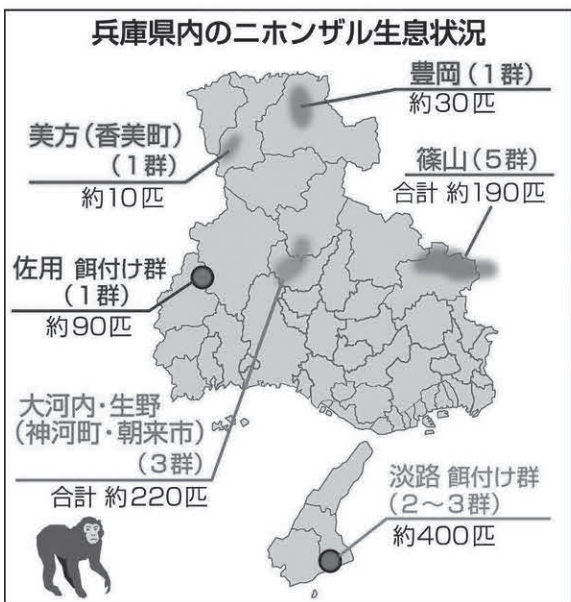 兵庫県内のニホンザル生息状況
豊岡(1群)
約30匹
美方(香美町)
(1群)
約10匹
篠山(5群)
合計 約190匹
佐用 餌付け群
(1群)
約90匹
大河内・生野
(神河町・朝来市)
(3群)
合計 約220匹
淡路 餌付け群
(2〜3群)
約400匹